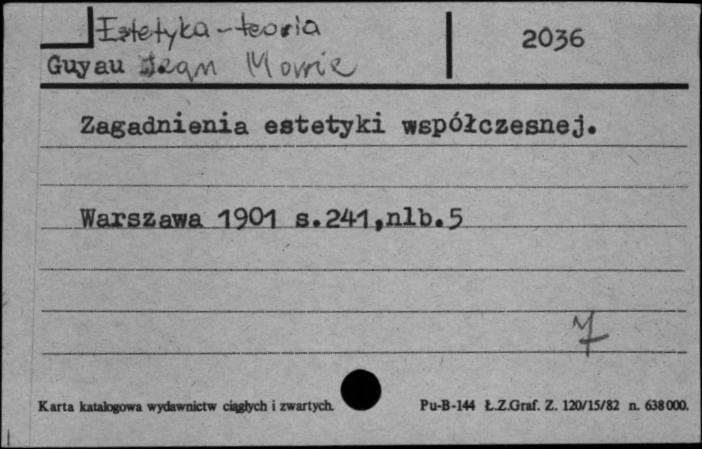 Estetyka - teoria
2036
Guyau Jean Marie
Zagadnienia estetyki współczesnej.
Warszawa 1901 s.241,nlb.5
Karta katalogowa wydawnictw ciągłych i zwartych.
Pu-B-144 Ł.Z.Graf. Z. 120/15/82 n. 638000.